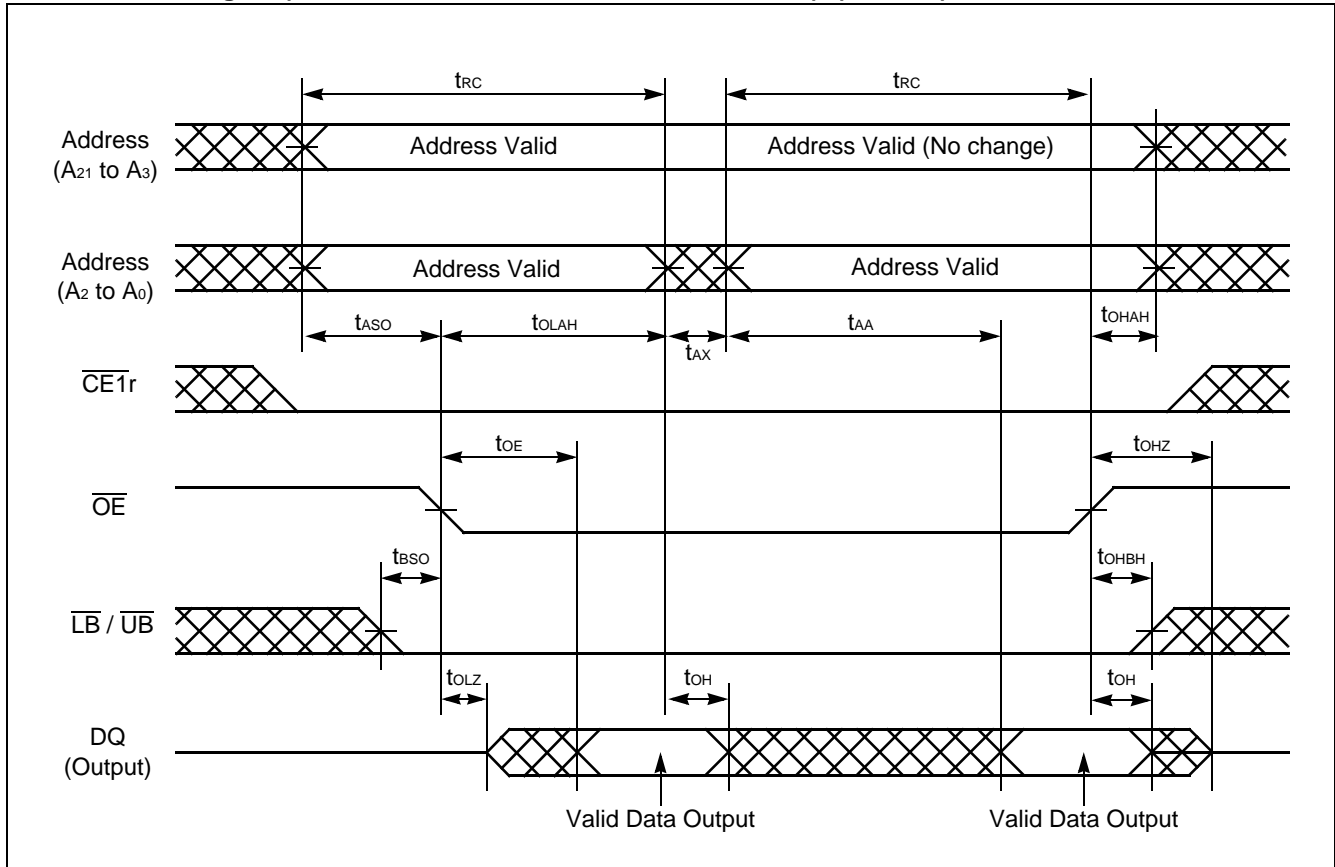 tRC
tRC
Address
(A21 to A3)
Address Valid
Address Valid (No change)
Address
(A2 to A0)
Address Valid
Address Valid
tASO
tOLAH
tAX
tAA
tOHAH
CE1r
tOE
tOHZ
OE
tBSO
tOHBH
LB / UB
tOLZ
tOH
tOH
DQ
(Output)
Valid Data Output
Valid Data Output